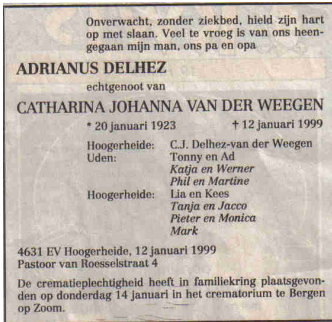 Onverwacht, zonder ziekbed, hield zijn hart
op met slaan. Veel te vroeg is van ons heen-
gegaan mijn man, ons pa en opa
ADRIANUS DELHEZ
echtgenoot van
CATHARINA JOHANNA VAN DER WEEGEN
* 20 januari 1923 † 12 januari 1999
Hoogerheide: C.J. Delhez-van der Weegen
Uden: Tonny en Ad
Katja en Werner
Phil en Martine
Hoogerheide: Lia en Kees
Tanja en Jacco
Pieter en Monica
Mark
4631 EV Hoogerheide, 12 januari 1999
Pastoor van Roesselstraat 4
De crematieplechtigheid heeft in familiekring plaatsgevon-
den op donderdag 14 januari in het crematorium te Bergen
op Zoom.